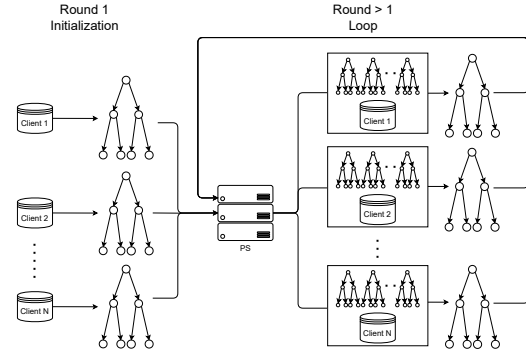 Round 1
Initialization
Round > 1
Loop
Client 1
Client 2
Client N
PS
Client 1
Client 2
Client N